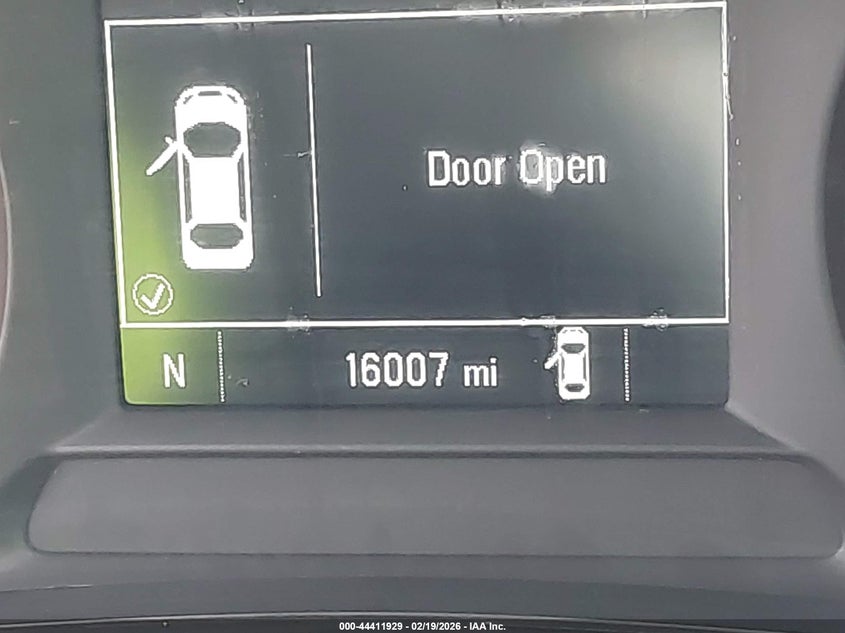 Door Open
N 16007 mi
000-44411929 - 02/19/2026 - IAA Inc.